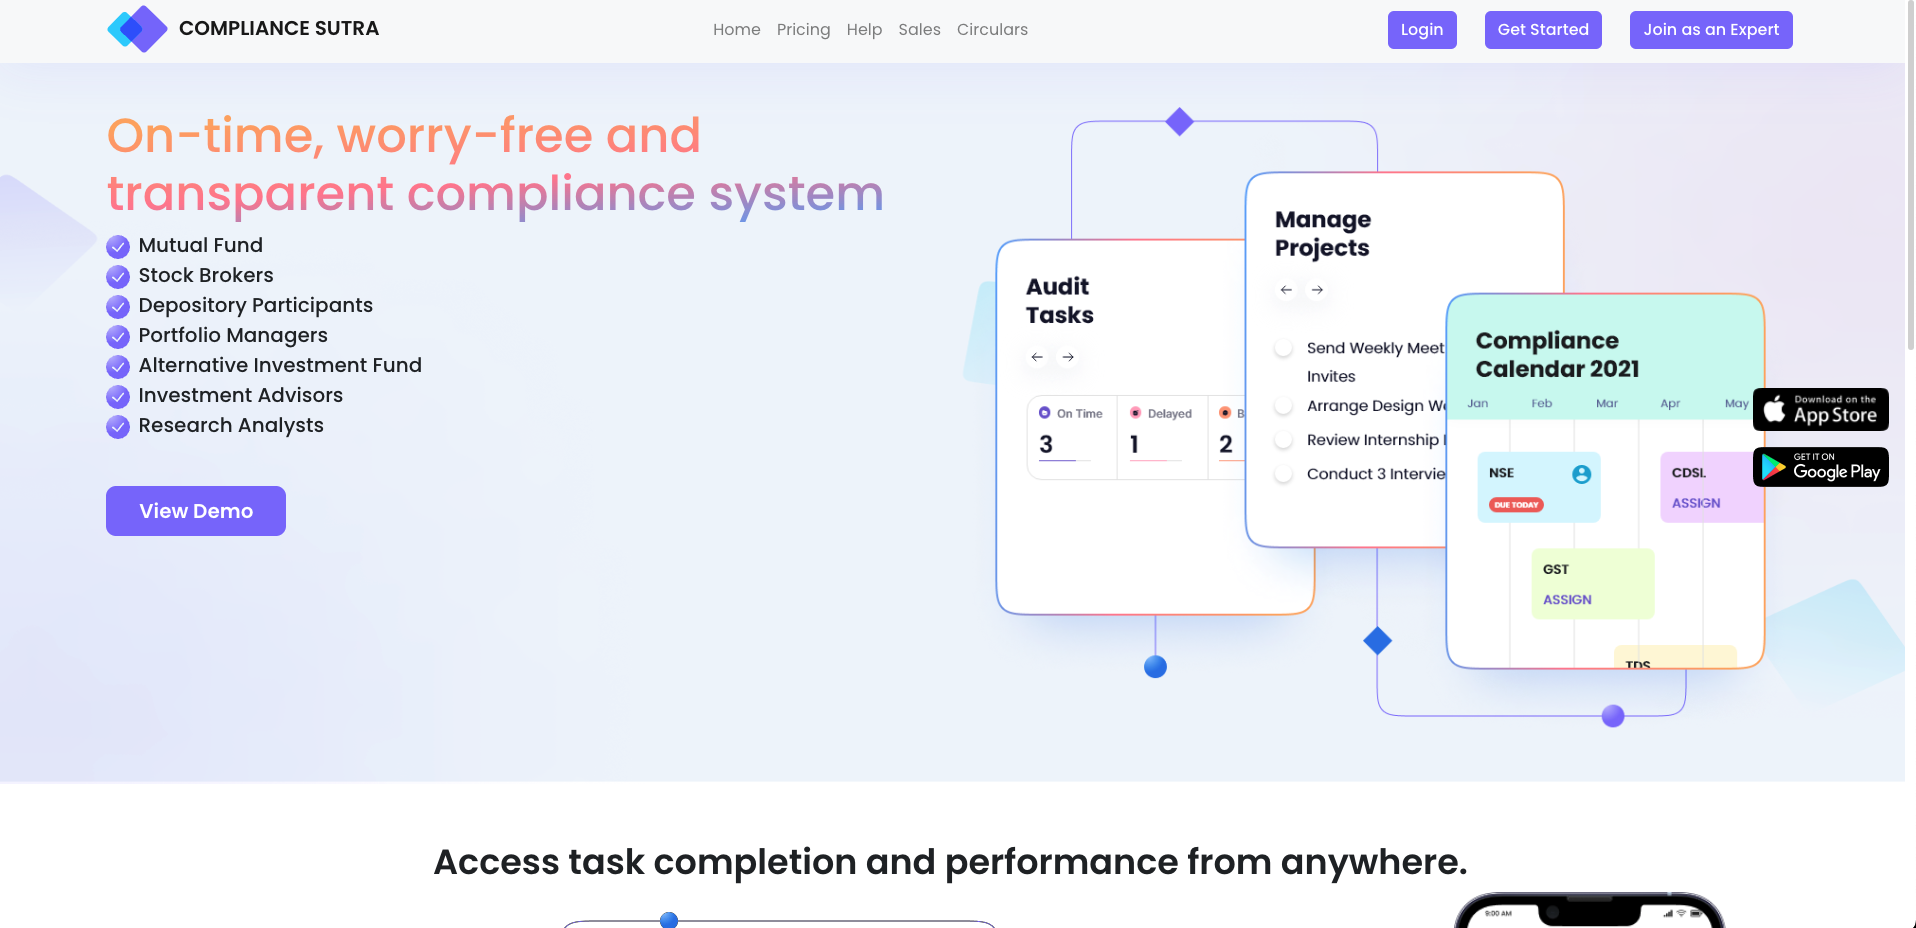 COMPLIANCE SUTRA
Home Pricing Help Sales Circulars
Login Get Started Join as an Expert
On-time, worry-free and
transparent compliance system
Mutual Fund
Stock Brokers
Depository Participants
Portfolio Managers
Alternative Investment Fund
Investment Advisors
Research Analysts
View Demo
Audit
Tasks
On Time Delayed B
3 1 2
Manage
Projects
Send Weekly Meet
Invites
Arrange Design We
Review Internship
Conduct 3 Intervie
Compliance
Calendar 2021
Jan Feb Mar Apr May
NSE
DUE TODAY
CDSL
ASSIGN
GST
ASSIGN
TDS
Download on the
App Store
GET IT ON
Google Play
Access task completion and performance from anywhere.
9:00 AM